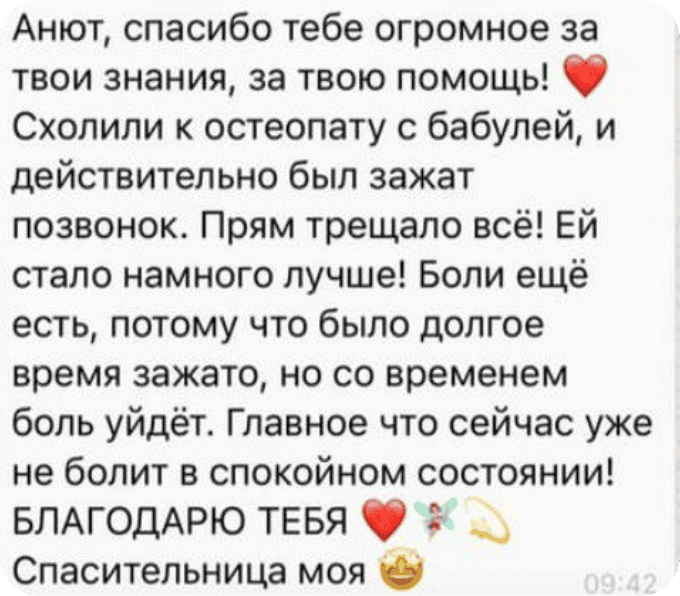 Анют, спасибо тебе огромное за
твои знания, за твою помощь! ❤️
Схолили к остеопату с бабулей, и
действительно был зажат
позвонок. Прям трещало всё! Ей
стало намного лучше! Боли ещё
есть, потому что было долгое
время зажато, но со временем
боль уйдёт. Главное что сейчас уже
не болит в спокойном состоянии!
БЛАГОДАРЮ ТЕБЯ ❤️🧚💫
Спасительница моя 🤩
09:42